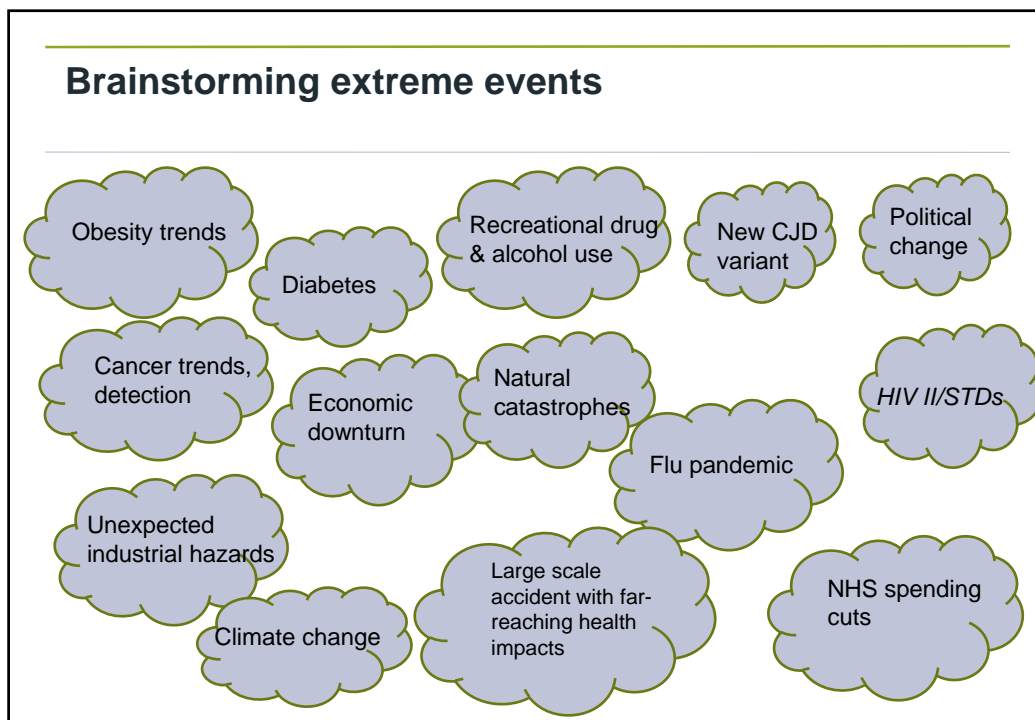 Brainstorming extreme events
Obesity trends
Diabetes
Recreational drug
& alcohol use
New CJD
variant
Political
change
Cancer trends,
detection
Economic
downturn
Natural
catastrophes
HIV II/STDs
Flu pandemic
Unexpected
industrial hazards
Climate change
Large scale
accident with far-
reaching health
impacts
NHS spending
cuts